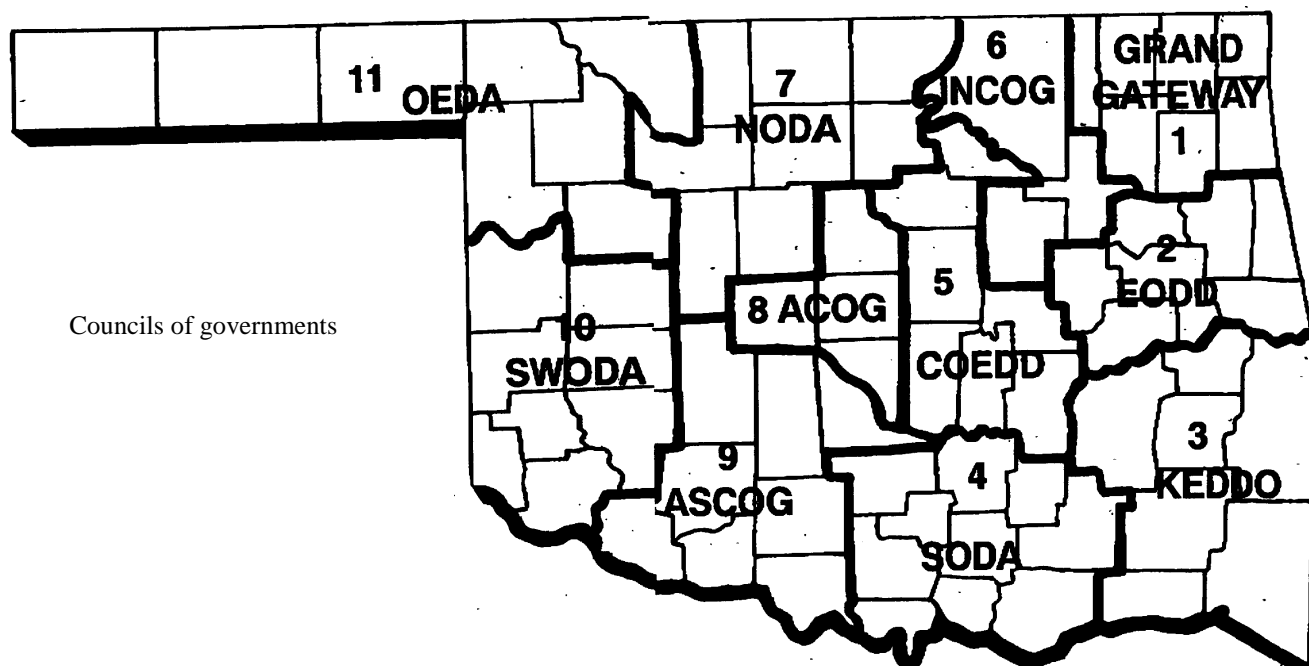 6
GRAND
GATEWAY
1
11
OEDA
7
NODA
INCOG
2
EODD
5
8 ACOG
Councils of governments
10
SWODA
COEDD
3
KEDDO
9
ASCOG
4
SODA